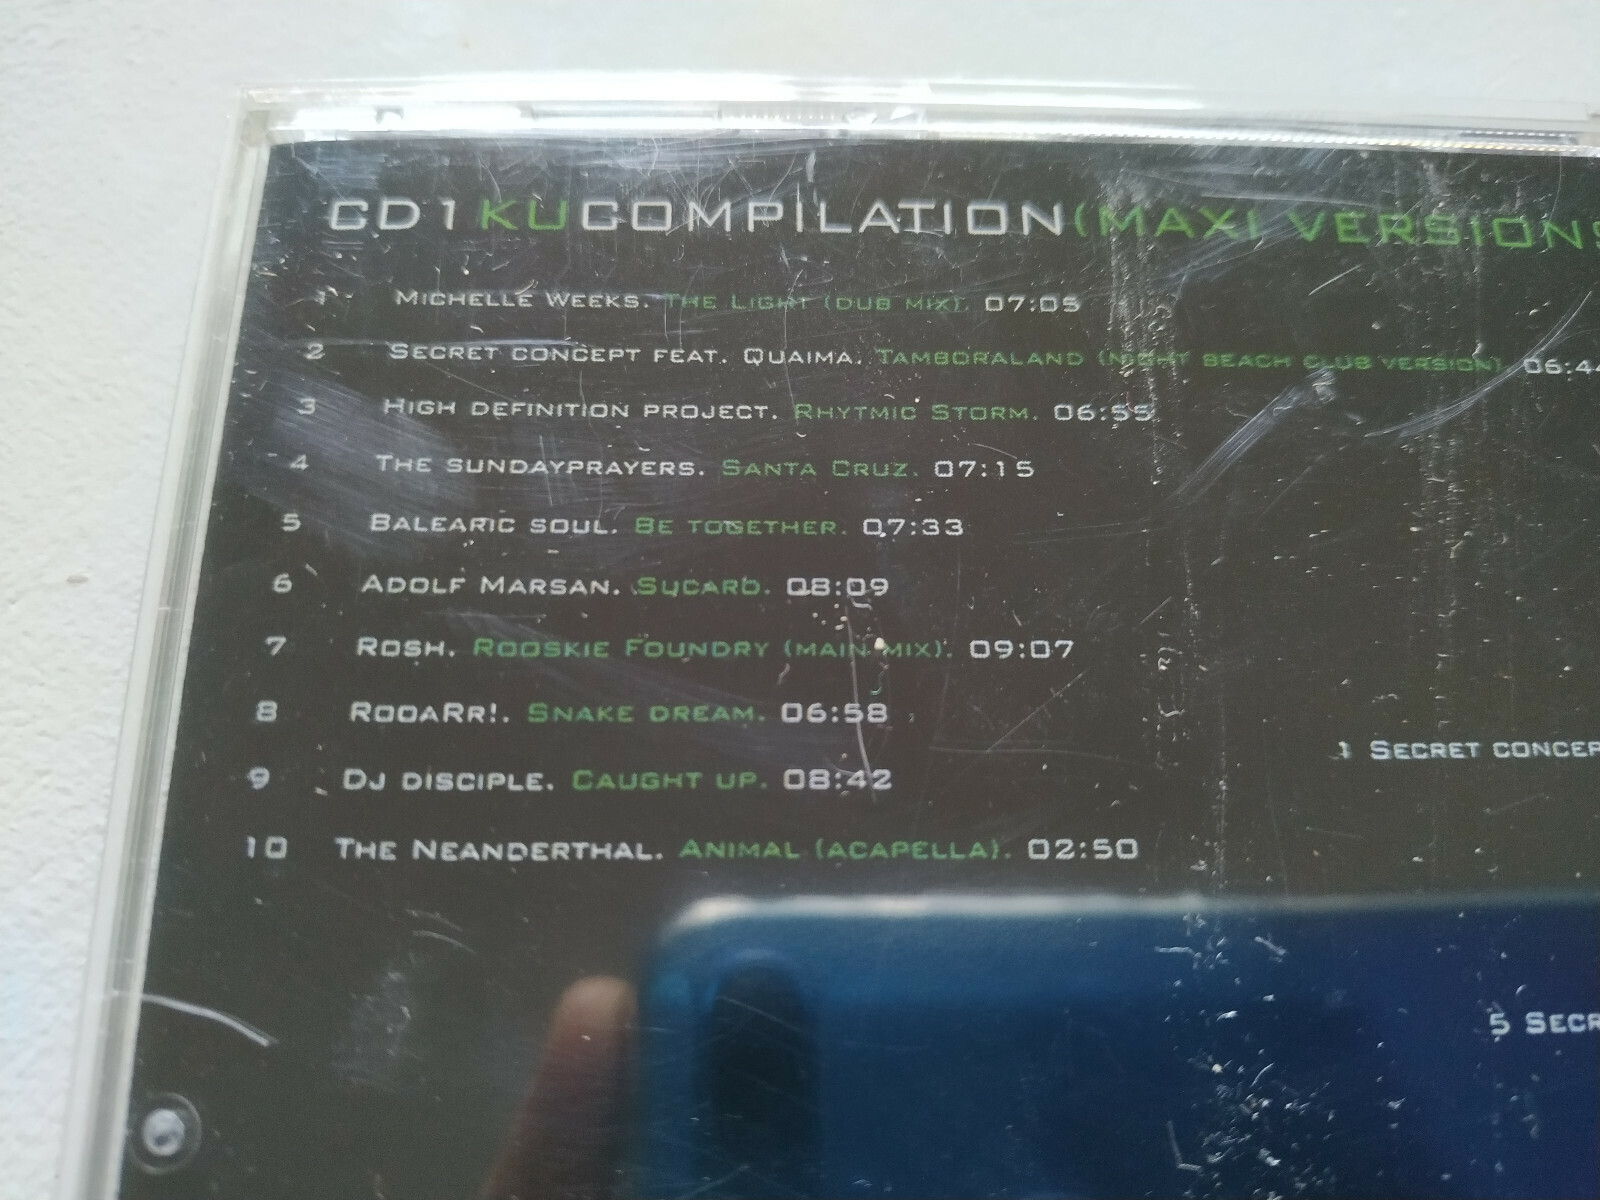 CD1KUCOMPILATION(MAXI VERSIONS
1 MICHELLE WEEKS. THE LIGHT (DUB MIX). 07:05
2 SECRET CONCEPT FEAT. QUAIMA. TAMBORALAND (NIGHT BEACH CLUB VERSION). 06:44
3 HIGH DEFINITION PROJECT. RHYTMIC STORM. 06:55
4 THE SUNDAYPRAYERS. SANTA CRUZ. 07:15
5 BALEARIC SOUL. BE TOGETHER. 07:33
6 ADOLF MARSAN. SUCARD. 08:09
7 ROSH. ROOSKIE FOUNDRY (MAIN MIX). 09:07
8 ROOARR!. SNAKE DREAM. 06:58
9 DJ DISCIPLE. CAUGHT UP. 08:42
10 THE NEANDERTHAL. ANIMAL (ACAPELLA). 02:50
1 SECRET CONCEP
5 SECR